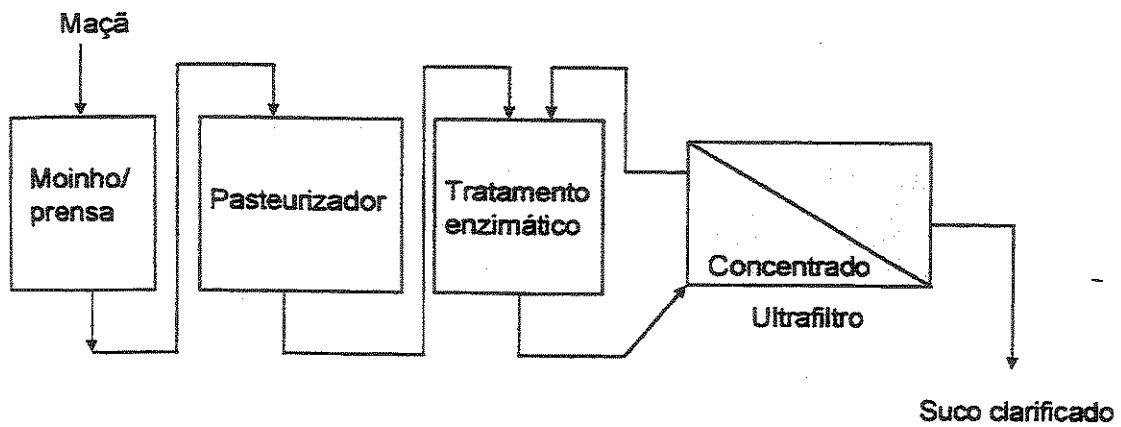 Maçã
Moinho/
prensa
Pasteurizador
Tratamento
enzimático
Concentrado
Ultrafiltro
Suco clarificado